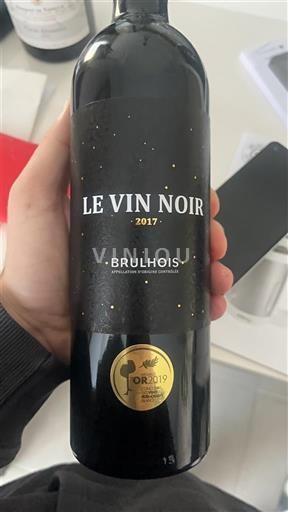 LE VIN NOIR
· 2017 ·
VINIOU
BRULHOIS
APPELLATION D'ORIGINE CONTRÔLÉE
OR 2019